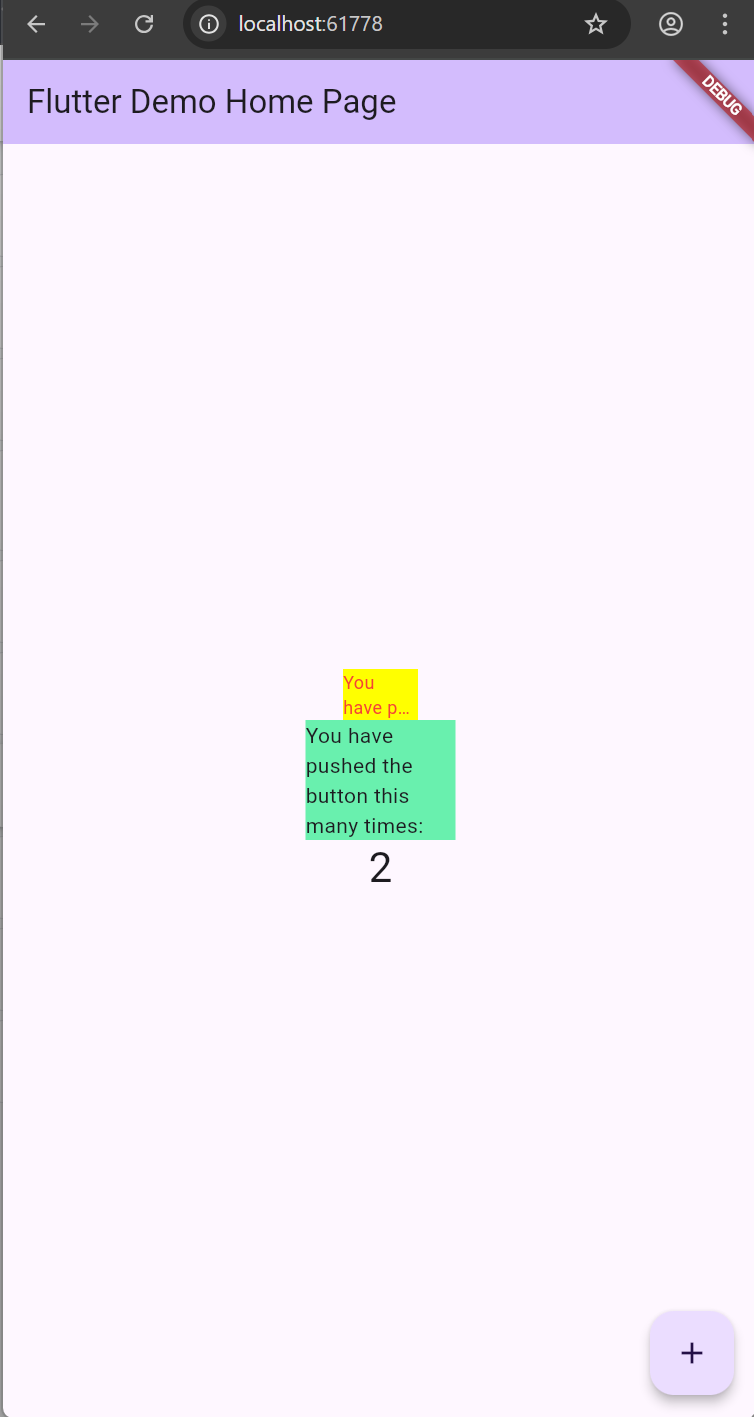 localhost:61778
Flutter Demo Home Page
DEBUG
You
have p…
You have
pushed the
button this
many times:
2